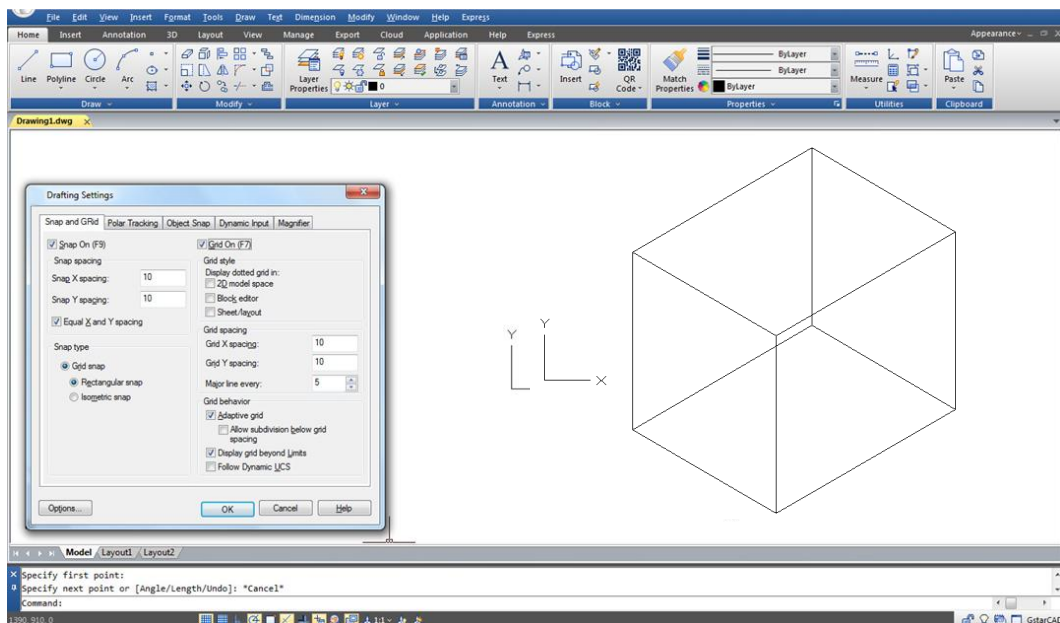 File Edit View Insert Format Tools Draw Text Dimension Modify Window Help Express
Home Insert Annotation 3D Layout View Manage Export Cloud Application Help Express Appearance
Line Polyline Circle Arc Layer Properties 0 Text Insert QR Code Match Properties ByLayer ByLayer ByLayer Measure Paste
Draw Modify Layer Annotation Block Properties Utilities Clipboard
Drawing1.dwg
Drafting Settings
Snap and GRid Polar Tracking Object Snap Dynamic Input Magnifier
Snap On (F9)
Snap spacing
Snap X spacing: 10
Snap Y spacing: 10
Equal X and Y spacing
Snap type
Grid snap
Rectangular snap
Isometric snap
Grid On (F7)
Grid style
Display dotted grid in:
2D model space
Block editor
Sheet/layout
Grid spacing
Grid X spacing: 10
Grid Y spacing: 10
Major line every: 5
Grid behavior
Adaptive grid
Allow subdivision below grid
spacing
Display grid beyond Limits
Follow Dynamic UCS
Options... OK Cancel Help
Y Y
X
Model Layout1 Layout2
Specify first point:
Specify next point or [Angle/Length/Undo]: *Cancel*
Command:
1390, 910, 0 1:1 GstarCAD